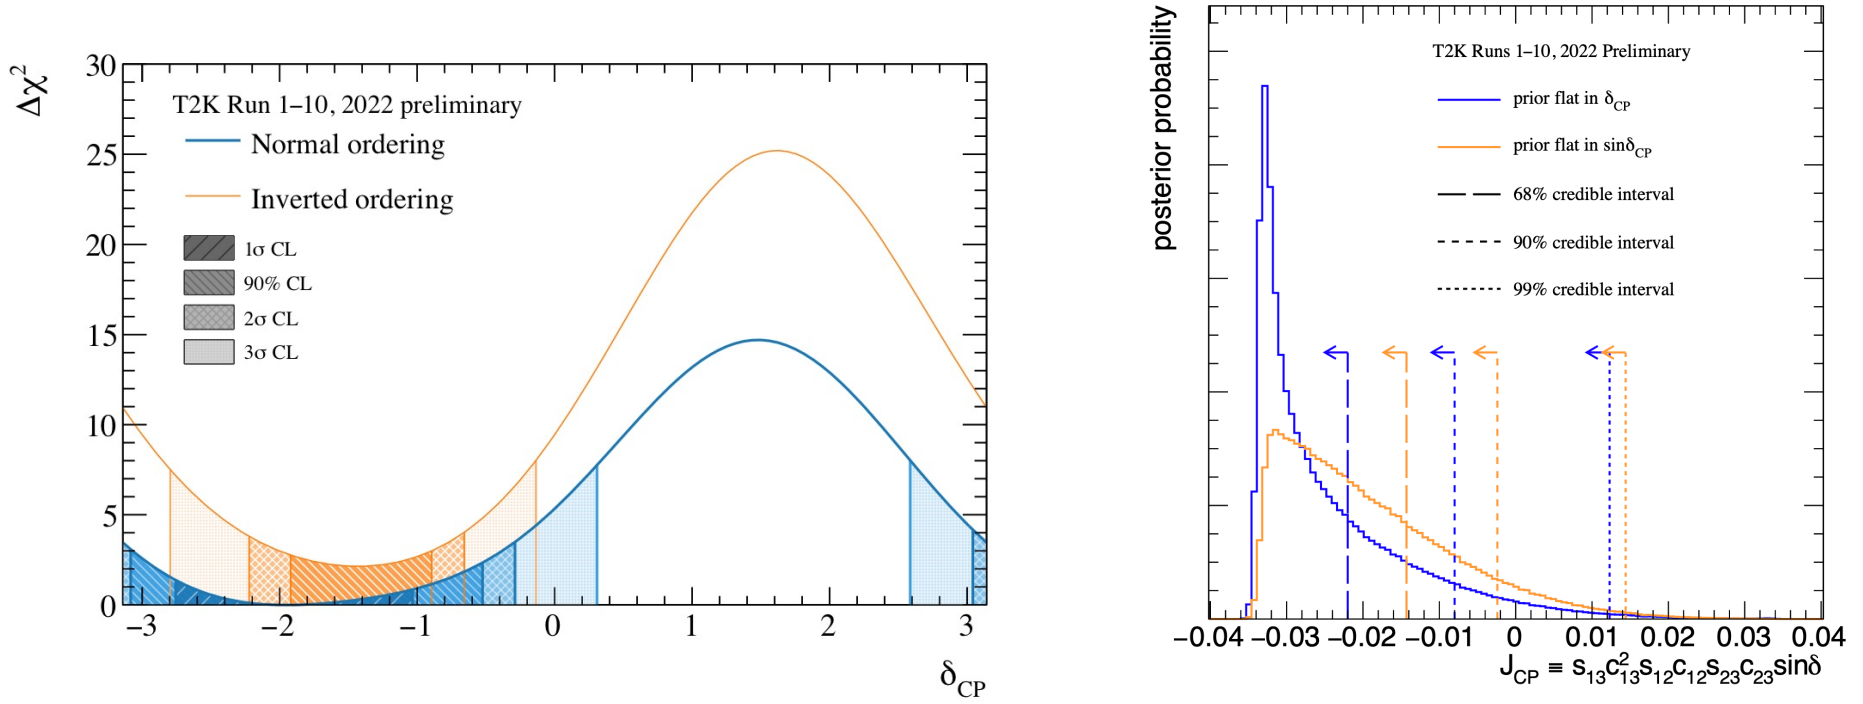 30
25
20
15
10
5
0
Δχ²
T2K Run 1–10, 2022 preliminary
Normal ordering
Inverted ordering
1σ CL
90% CL
2σ CL
3σ CL
−3 −2 −1 0 1 2 3
δCP
posterior probability
T2K Runs 1–10, 2022 Preliminary
prior flat in δCP
prior flat in sinδCP
68% credible interval
90% credible interval
99% credible interval
−0.04 −0.03 −0.02 −0.01 0 0.01 0.02 0.03 0.04
JCP ≡ s13c²13s12c12s23c23sinδ